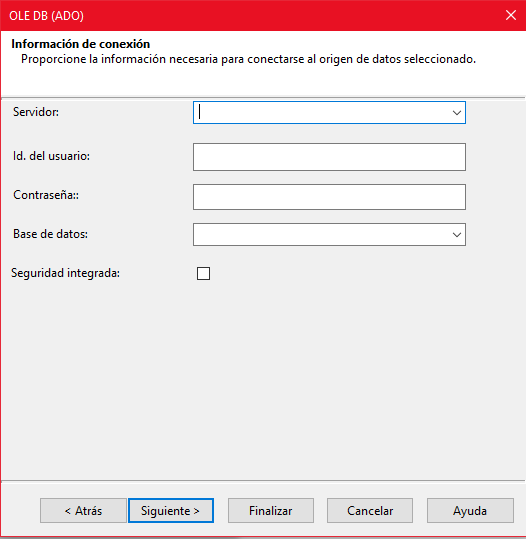 OLE DB (ADO)
Información de conexión
Proporcione la información necesaria para conectarse al origen de datos seleccionado.
Servidor:
Id. del usuario:
Contraseña::
Base de datos:
Seguridad integrada:
< Atrás
Siguiente >
Finalizar
Cancelar
Ayuda